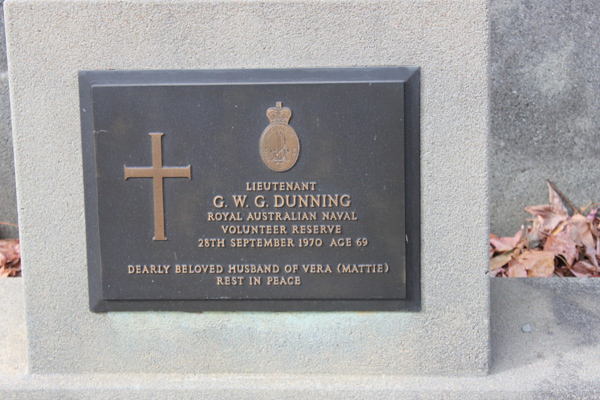 LIEUTENANT
G. W. G. DUNNING
ROYAL AUSTRALIAN NAVAL
VOLUNTEER RESERVE
28TH SEPTEMBER 1970 AGE 69
DEARLY BELOVED HUSBAND OF VERA (MATTIE)
REST IN PEACE